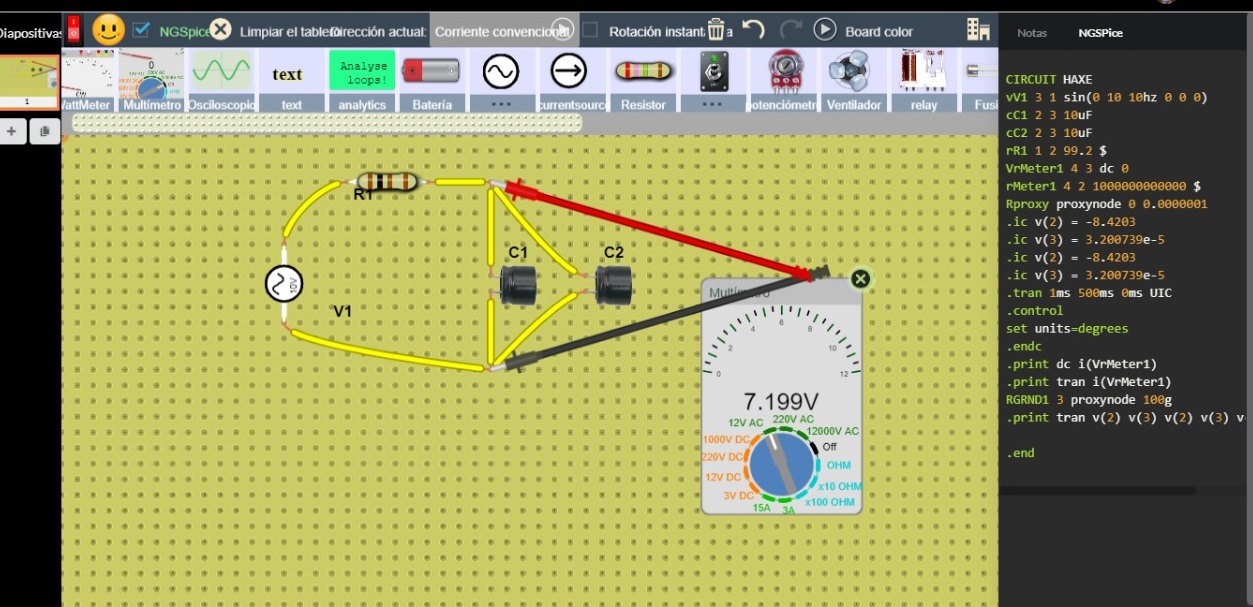 Diapositivas
NGSpice
Limpiar el tablero
Dirección actual:
Corriente convencional
Rotación instant
a
Board color
Notas
NGSPice
1
WattMeter
Multímetro
Osciloscopio
text
text
Analyse
loops!
analytics
Batería
...
currentsource
Resistor
...
potenciómetro
Ventilador
relay
Fusi
R1
C1
C2
V1
10V
Multímetro
0
2
4
6
8
10
12
7.199V
12V AC
220V AC
12000V AC
1000V DC
Off
220V DC
OHM
12V DC
x10 OHM
3V DC
x100 OHM
15A
3A
CIRCUIT HAXE
vV1 3 1 sin(0 10 10hz 0 0 0)
cC1 2 3 10uF
cC2 2 3 10uF
rR1 1 2 99.2 $
VrMeter1 4 3 dc 0
rMeter1 4 2 1000000000000 $
Rproxy proxynode 0 0.0000001
.ic v(2) = -8.4203
.ic v(3) = 3.200739e-5
.ic v(2) = -8.4203
.ic v(3) = 3.200739e-5
.tran 1ms 500ms 0ms UIC
.control
set units=degrees
.endc
.print dc i(VrMeter1)
.print tran i(VrMeter1)
RGRND1 3 proxynode 100g
.print tran v(2) v(3) v(2) v(3) v
.end